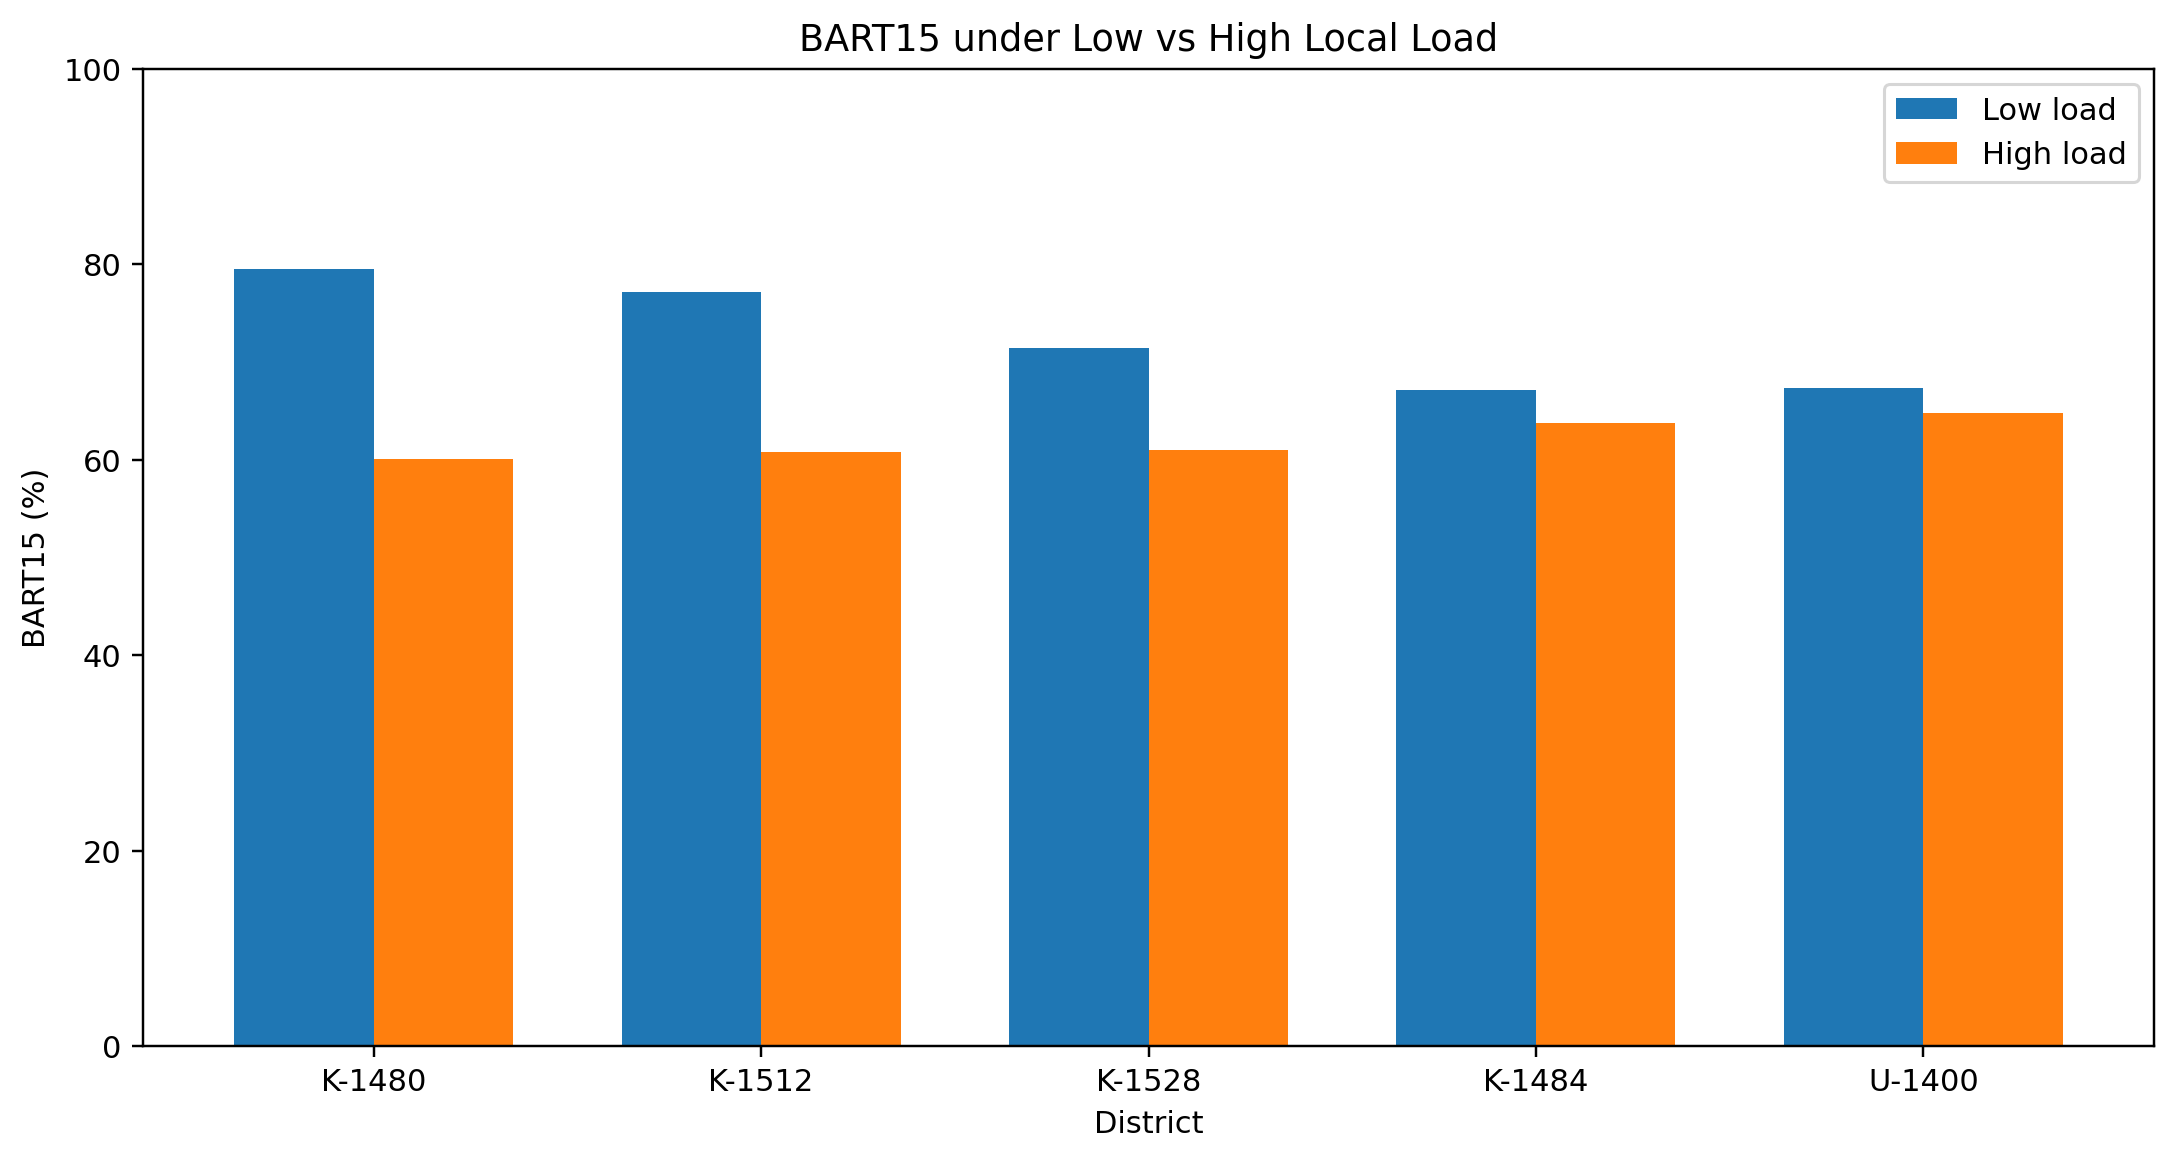 BART15 under Low vs High Local Load
100
80
60
40
20
0
BART15 (%)
Low load
High load
K-1480
K-1512
K-1528
K-1484
U-1400
District